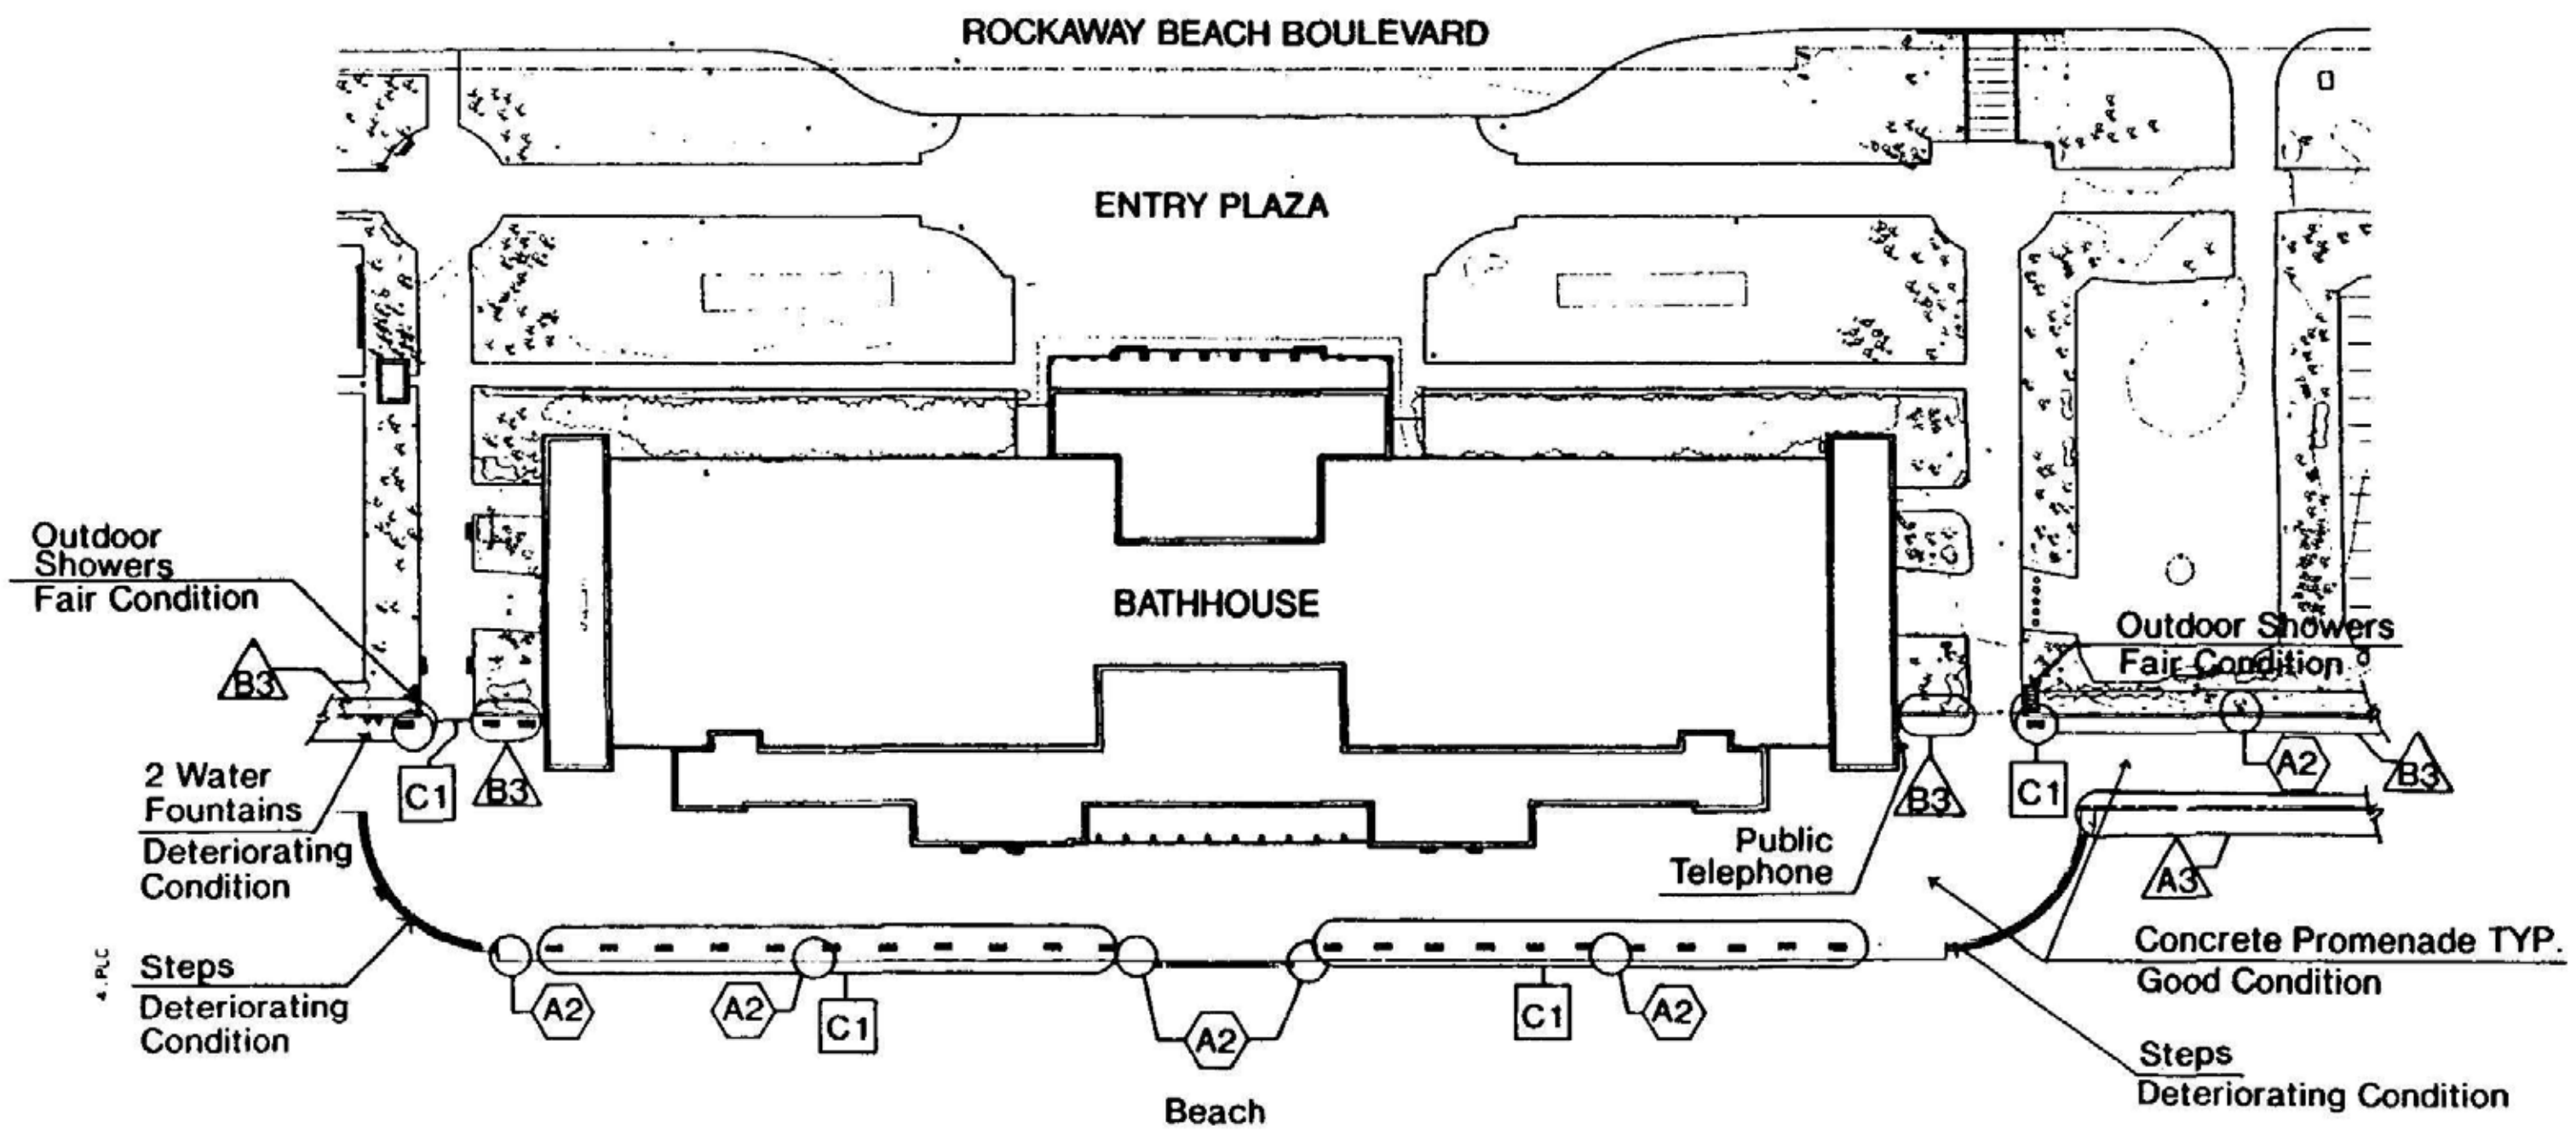 ROCKAWAY BEACH BOULEVARD
ENTRY PLAZA
Outdoor
Showers
Fair Condition
BATHHOUSE
Outdoor Showers
Fair Condition
B3
2 Water
Fountains
Deteriorating
Condition
C1
B3
B3
C1
A2
B3
Public
Telephone
A3
Steps
Deteriorating
Condition
4.PLC
A2
A2
C1
A2
C1
A2
Concrete Promenade TYP.
Good Condition
Steps
Deteriorating Condition
Beach